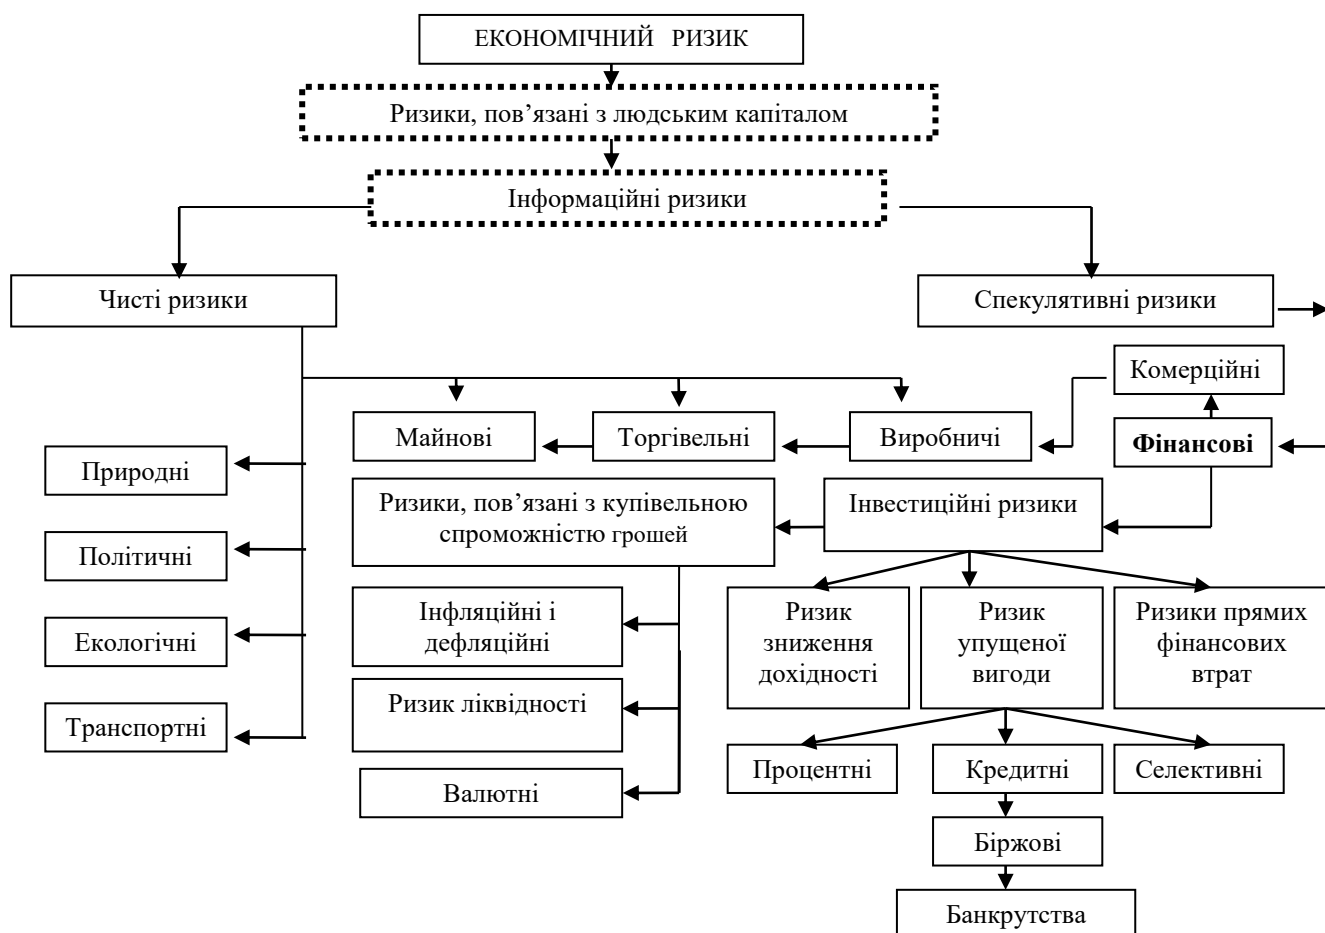 ЕКОНОМІЧНИЙ РИЗИК
Ризики, пов’язані з людським капіталом
Інформаційні ризики
Чисті ризики
Спекулятивні ризики
Комерційні
Майнові
Торгівельні
Виробничі
Фінансові
Природні
Ризики, пов’язані з купівельною
спроможністю грошей
Інвестиційні ризики
Політичні
Інфляційні і
дефляційні
Ризик
зниження
дохідності
Ризик
упущеної
вигоди
Ризики прямих
фінансових
втрат
Екологічні
Ризик ліквідності
Транспортні
Процентні
Кредитні
Селективні
Валютні
Біржові
Банкрутства